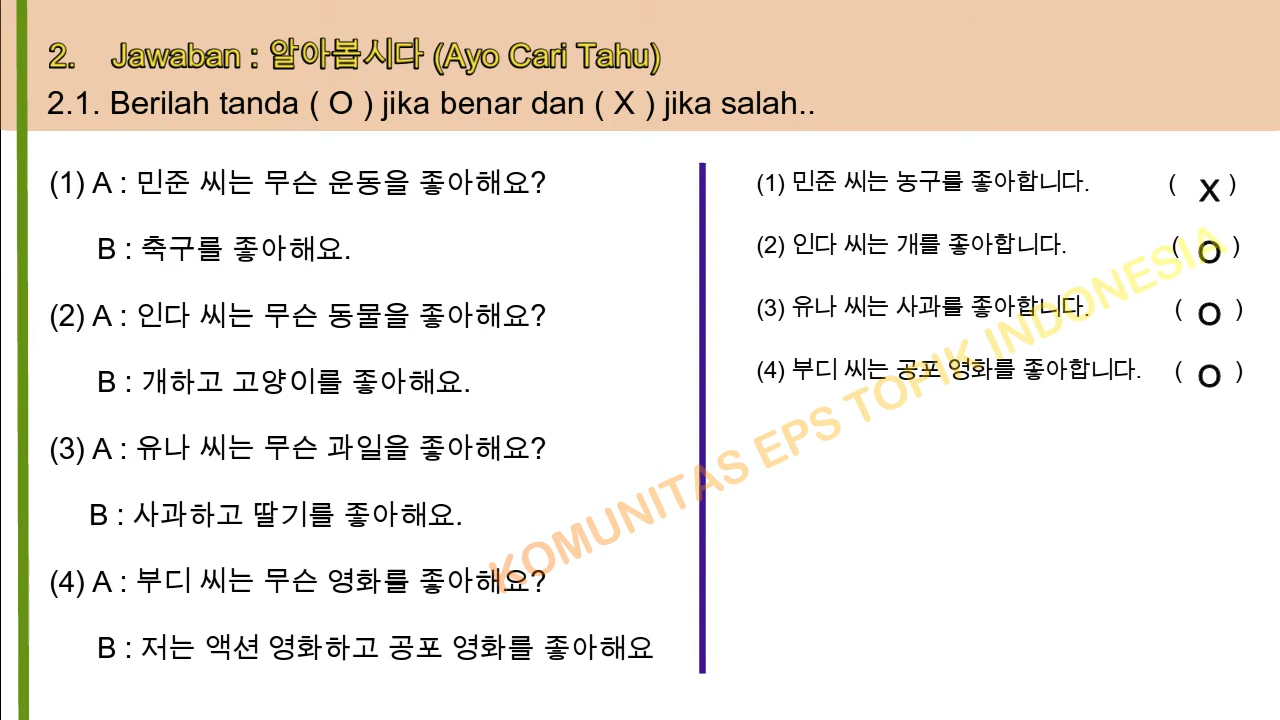 2. Jawaban : 알아봅시다 (Ayo Cari Tahu)
2.1. Berilah tanda ( O ) jika benar dan ( X ) jika salah..
(1) A : 민준 씨는 무슨 운동을 좋아해요?
B : 축구를 좋아해요.
(2) A : 인다 씨는 무슨 동물을 좋아해요?
B : 개하고 고양이를 좋아해요.
(3) A : 유나 씨는 무슨 과일을 좋아해요?
B : 사과하고 딸기를 좋아해요.
(4) A : 부디 씨는 무슨 영화를 좋아해요?
B : 저는 액션 영화하고 공포 영화를 좋아해요
(1) 민준 씨는 농구를 좋아합니다. ( X )
(2) 인다 씨는 개를 좋아합니다. ( O )
(3) 유나 씨는 사과를 좋아합니다. ( O )
(4) 부디 씨는 공포 영화를 좋아합니다. ( O )
KOMUNITAS EPS TOPIK INDONESIA